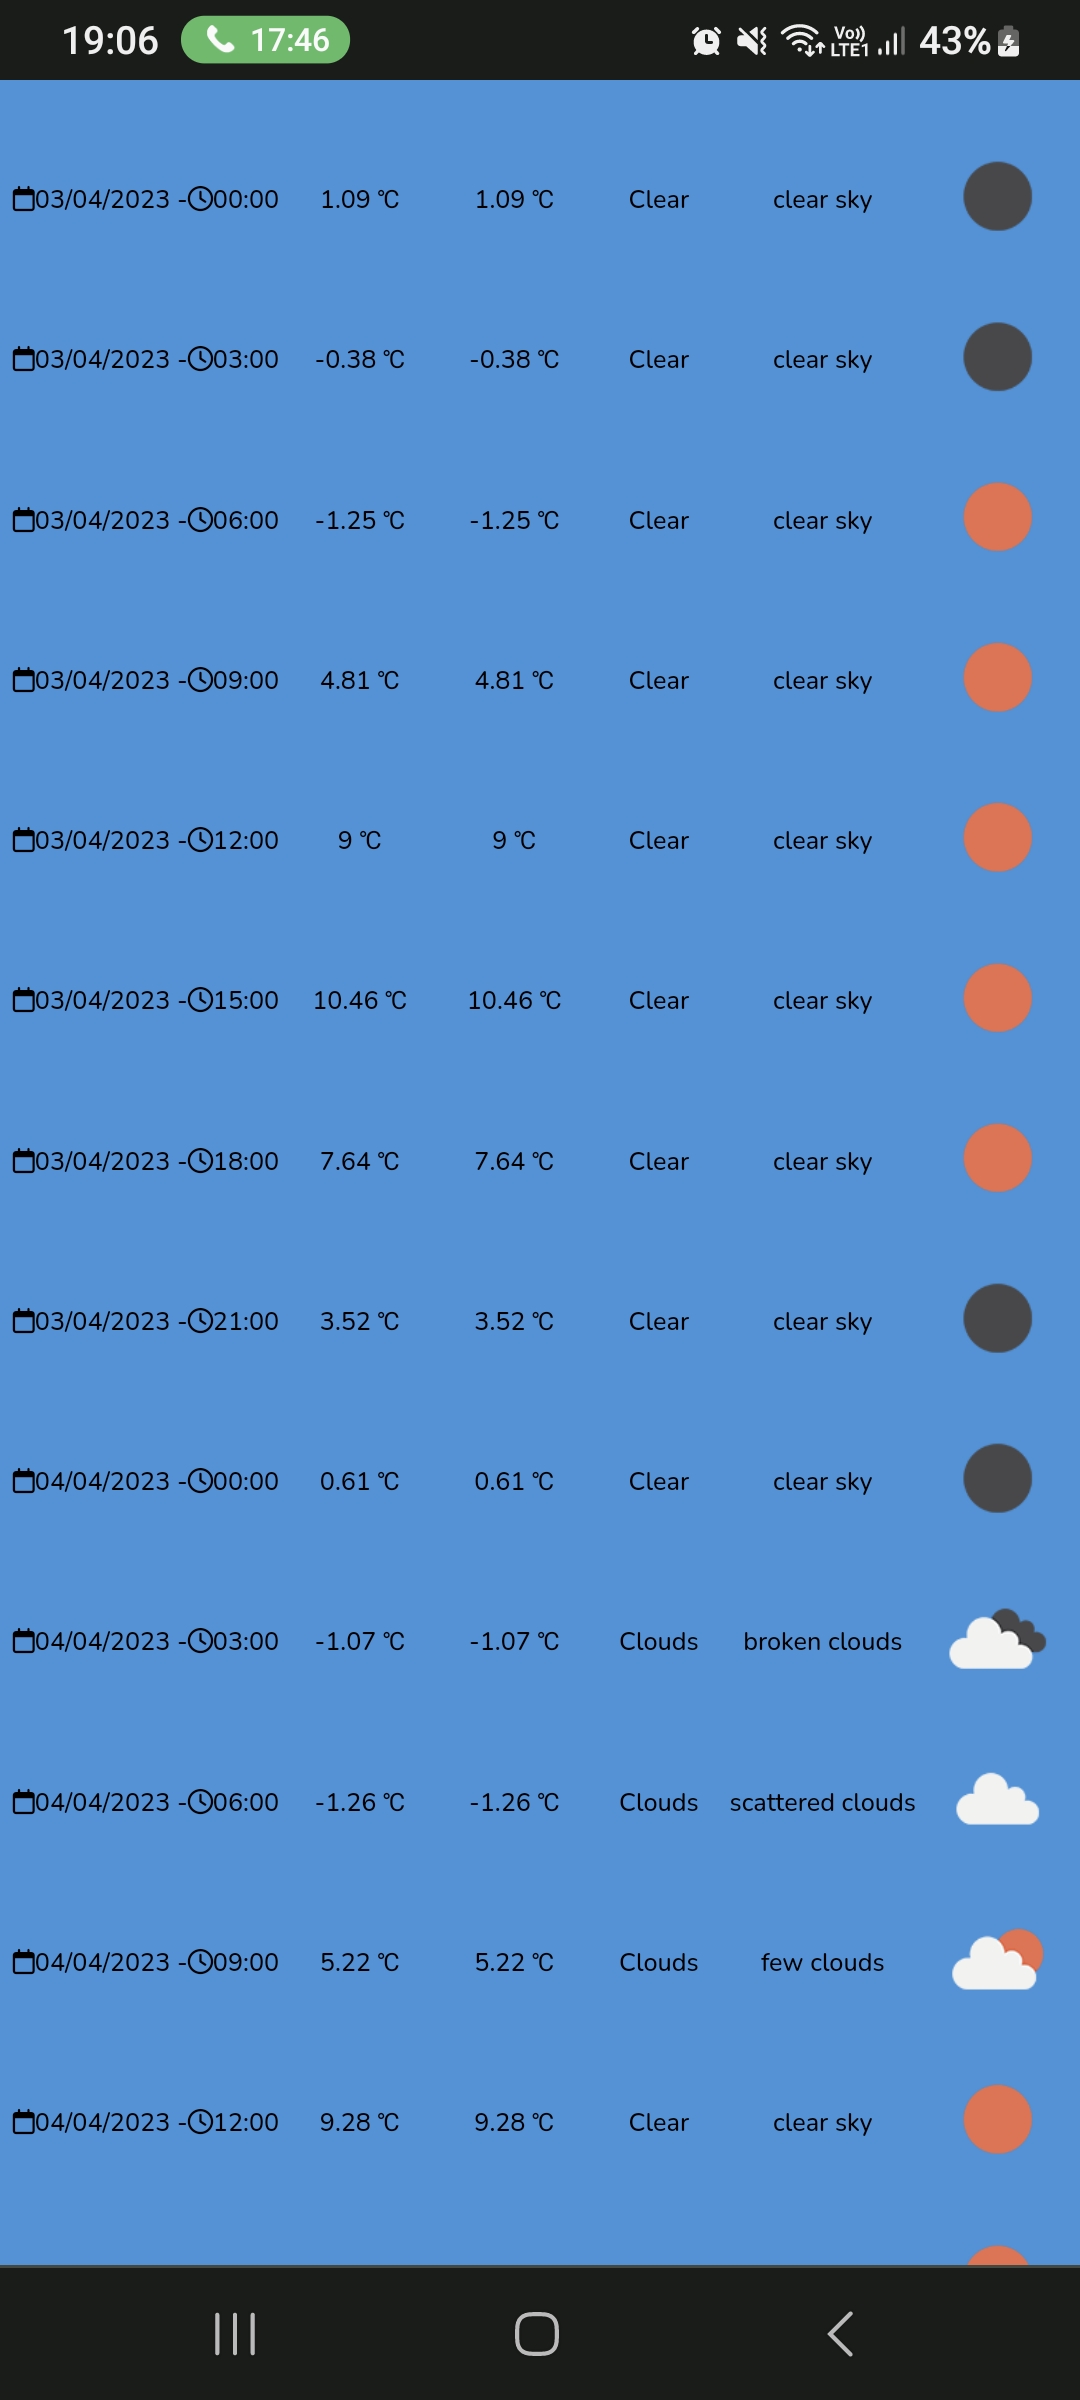 19:06 17:46 Vo)) LTE1 43%
03/04/2023 - 00:00 1.09 ℃ 1.09 ℃ Clear clear sky
03/04/2023 - 03:00 -0.38 ℃ -0.38 ℃ Clear clear sky
03/04/2023 - 06:00 -1.25 ℃ -1.25 ℃ Clear clear sky
03/04/2023 - 09:00 4.81 ℃ 4.81 ℃ Clear clear sky
03/04/2023 - 12:00 9 ℃ 9 ℃ Clear clear sky
03/04/2023 - 15:00 10.46 ℃ 10.46 ℃ Clear clear sky
03/04/2023 - 18:00 7.64 ℃ 7.64 ℃ Clear clear sky
03/04/2023 - 21:00 3.52 ℃ 3.52 ℃ Clear clear sky
04/04/2023 - 00:00 0.61 ℃ 0.61 ℃ Clear clear sky
04/04/2023 - 03:00 -1.07 ℃ -1.07 ℃ Clouds broken clouds
04/04/2023 - 06:00 -1.26 ℃ -1.26 ℃ Clouds scattered clouds
04/04/2023 - 09:00 5.22 ℃ 5.22 ℃ Clouds few clouds
04/04/2023 - 12:00 9.28 ℃ 9.28 ℃ Clear clear sky